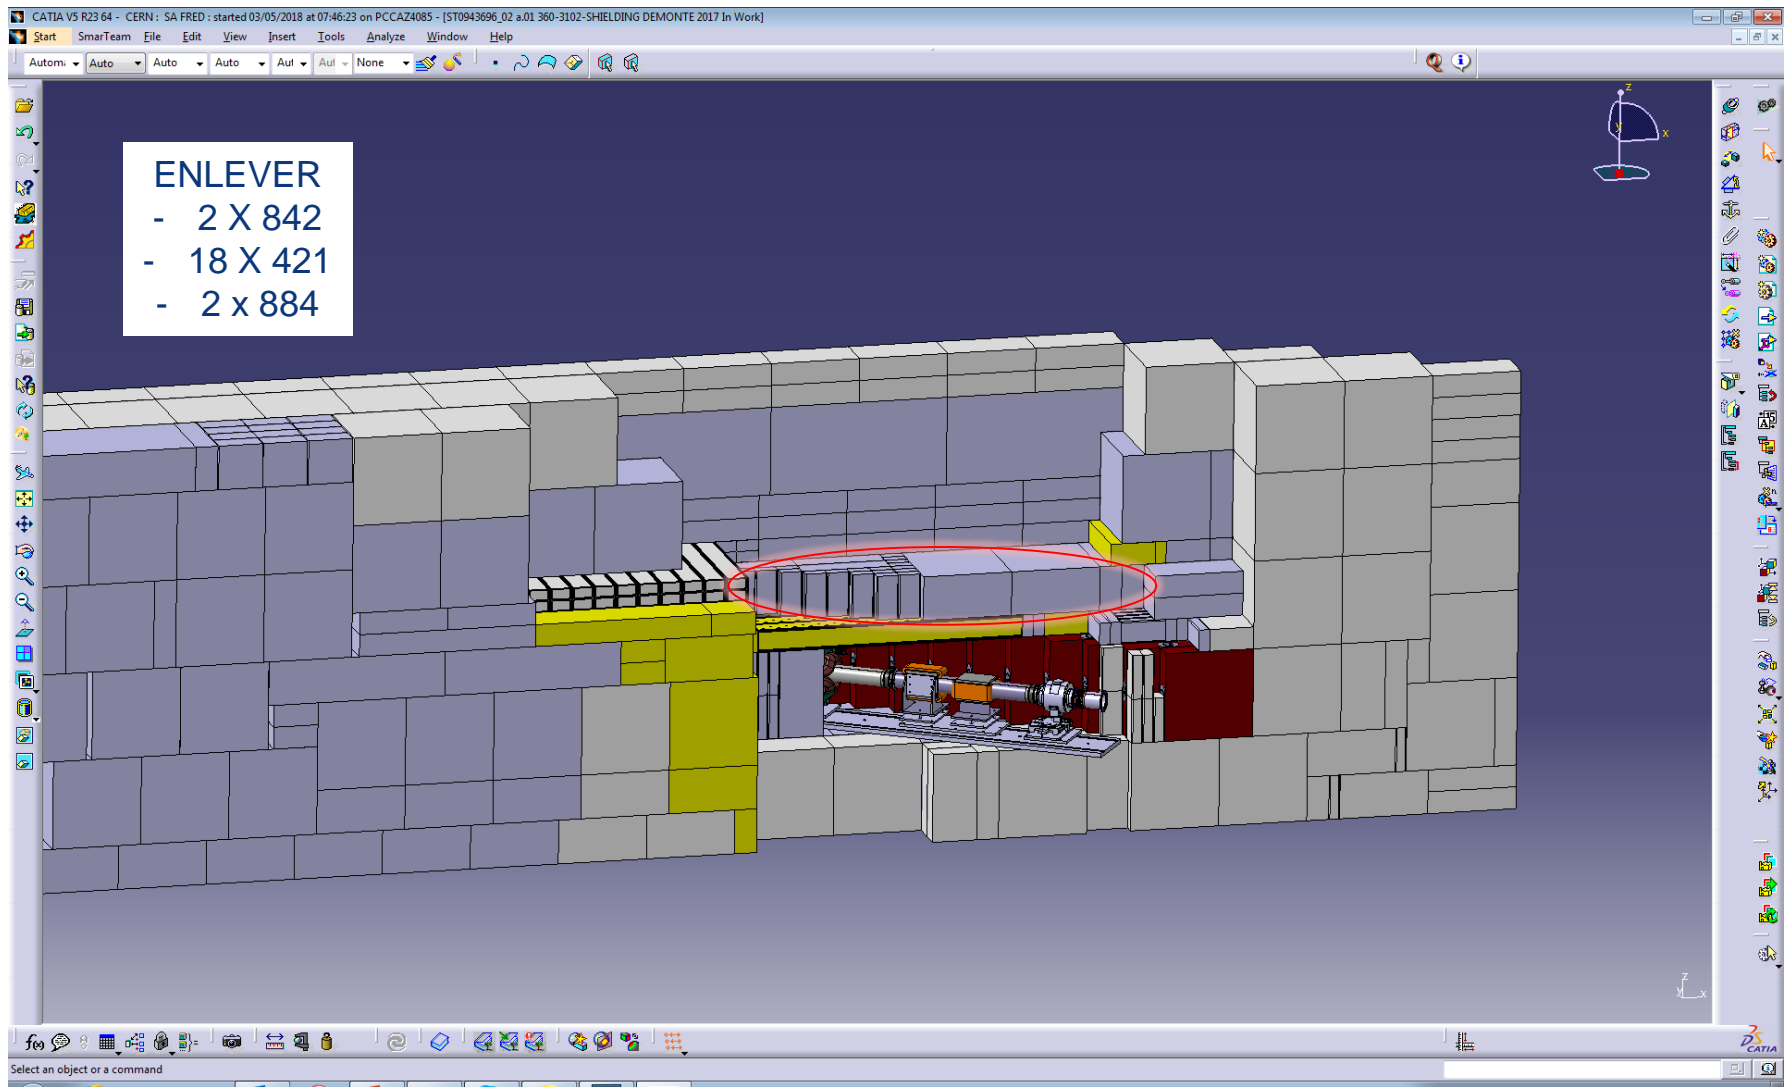 CATIA V5 R23 64 - CERN : SA FRED : started 03/05/2018 at 07:46:23 on PCCAZ4085 - [ST0943696_02 a.01 360-3102-SHIELDING DEMONTE 2017 In Work]
Start SmarTeam File Edit View Insert Tools Analyze Window Help
Auto Auto Auto Aut Aut None
ENLEVER
- 2 X 842
- 18 X 421
- 2 x 884
z
y x
z
y x
f(x)
CATIA
Select an object or a command